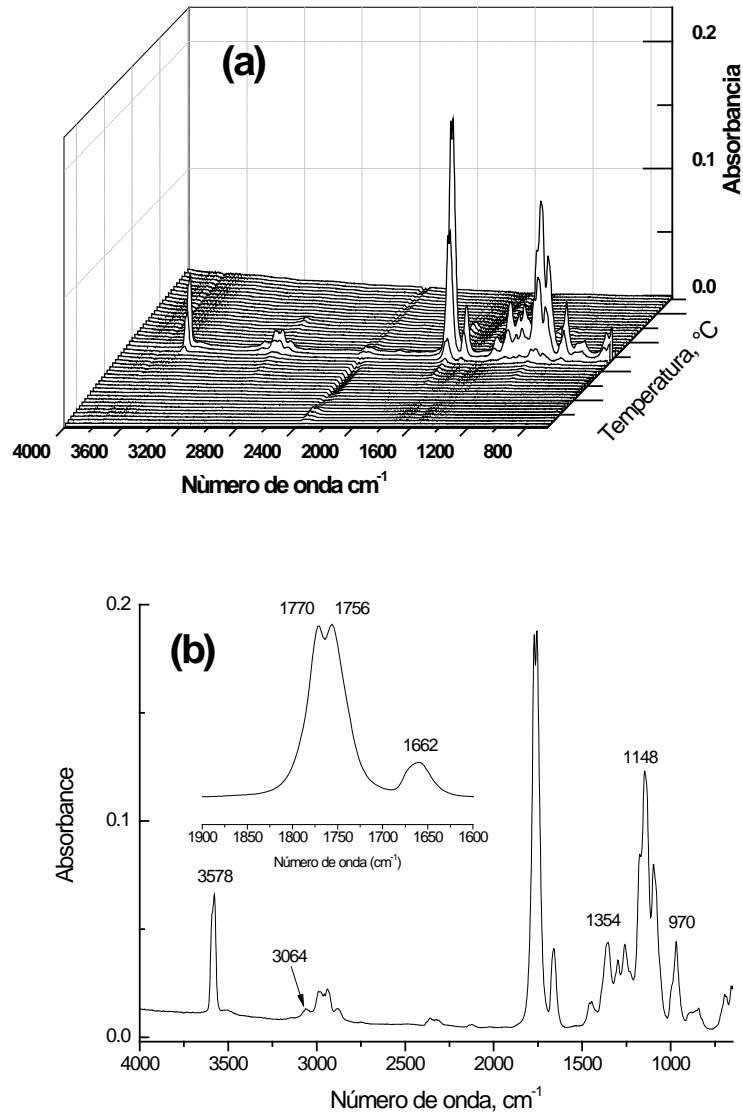 (a)
0.2
0.1
0.0
Absorbancia
Temperatura, °C
4000 3600 3200 2800 2400 2000 1600 1200 800
Nùmero de onda cm-1
(b)
0.2
0.1
0.0
Absorbance
1770 1756
1662
1900 1850 1800 1750 1700 1650 1600
Número de onda (cm-1)
3578
3064
1354
1148
970
4000 3500 3000 2500 2000 1500 1000
Número de onda, cm-1